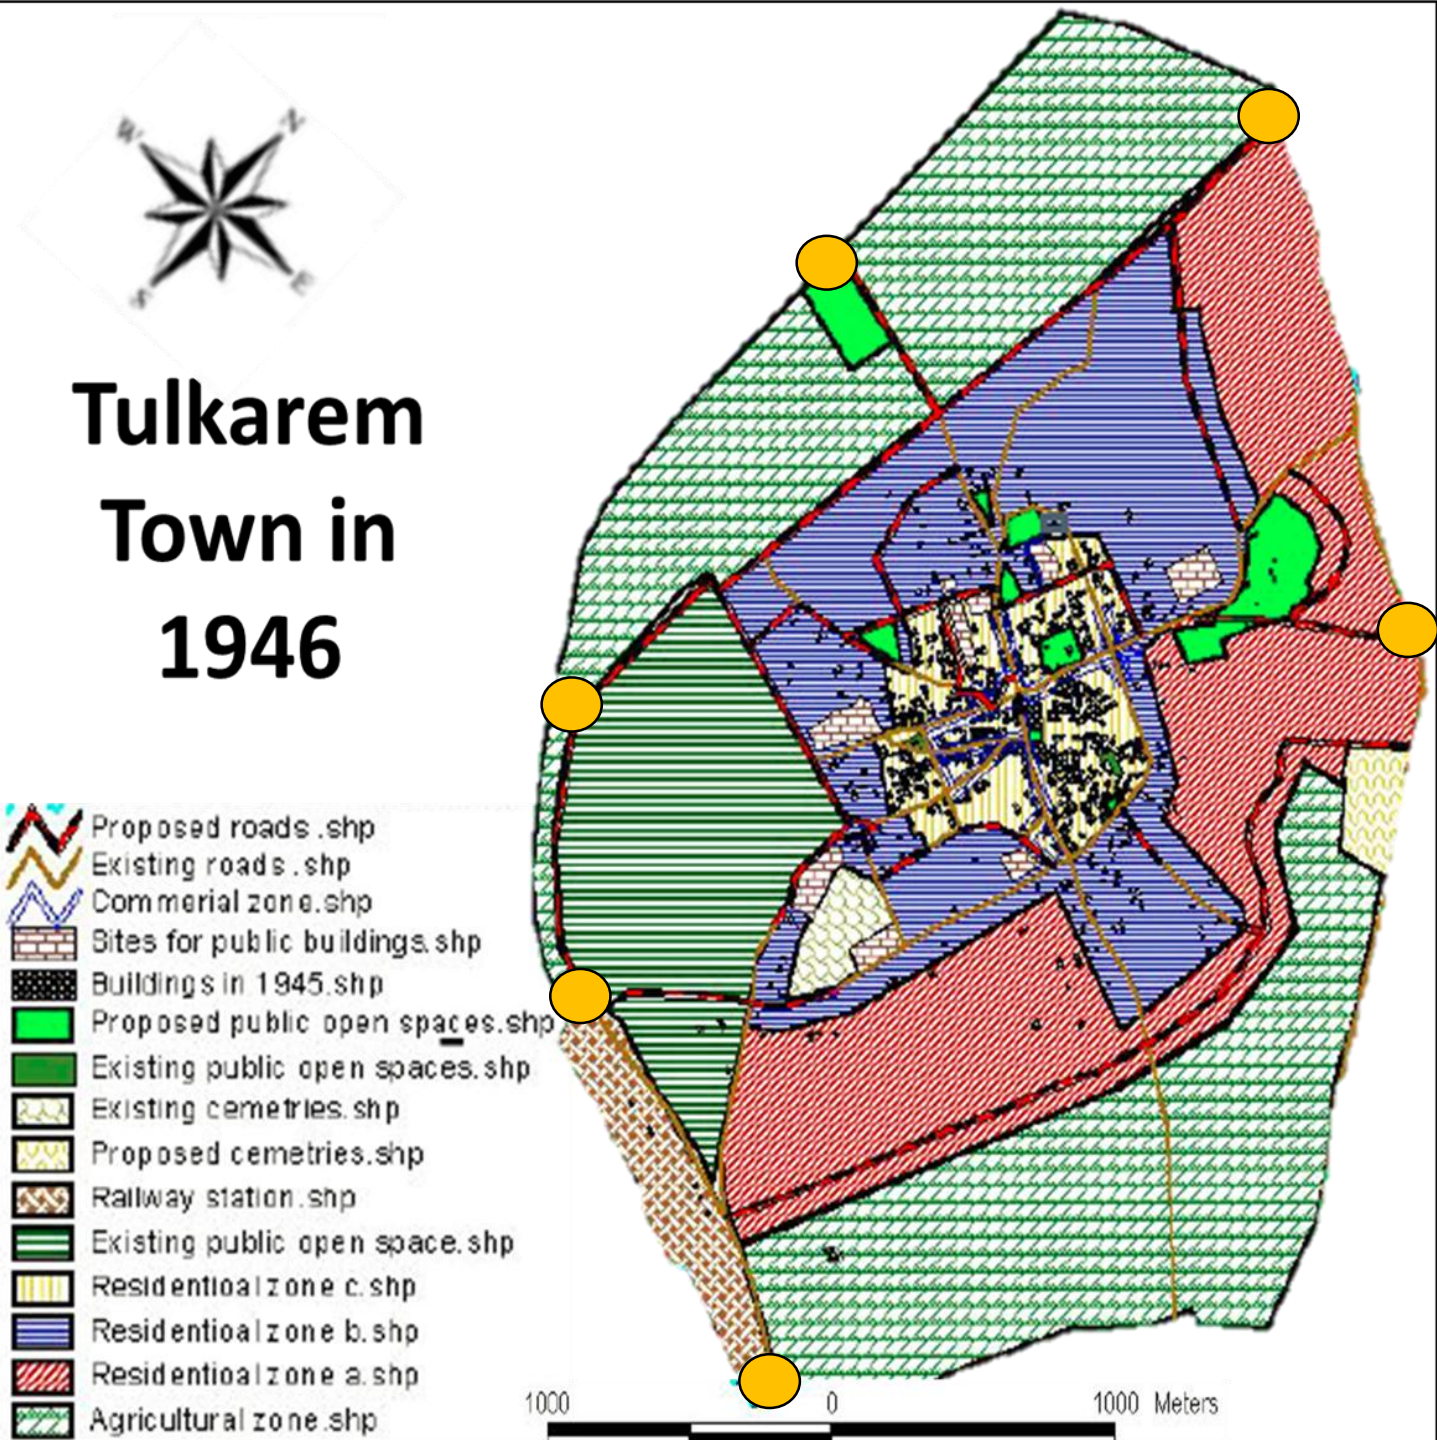 N
W
E
S
Tulkarem
Town in
1946
Proposed roads .shp
Existing roads .shp
Commerial zone.shp
Sites for public buildings.shp
Buildings in 1945.shp
Proposed public open spaces.shp
Existing public open spaces.shp
Existing cemetries.shp
Proposed cemetries.shp
Railway station.shp
Existing public open space.shp
Residentioal zone c.shp
Residentioal zone b.shp
Residentioal zone a.shp
Agricultural zone.shp
1000 0 1000 Meters